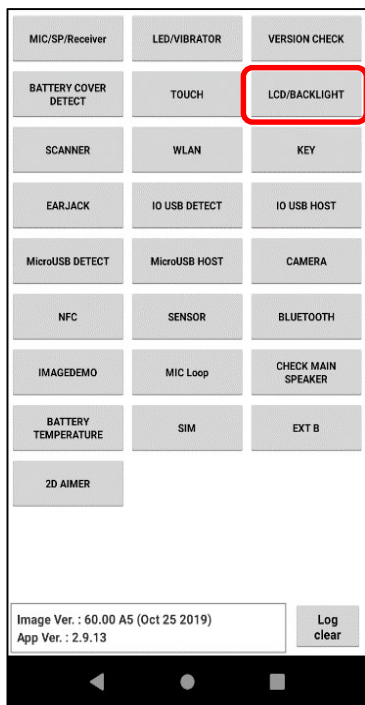 MIC/SP/Receiver
LED/VIBRATOR
VERSION CHECK
BATTERY COVER
DETECT
TOUCH
LCD/BACKLIGHT
SCANNER
WLAN
KEY
EARJACK
IO USB DETECT
IO USB HOST
MicroUSB DETECT
MicroUSB HOST
CAMERA
NFC
SENSOR
BLUETOOTH
IMAGEDEMO
MIC Loop
CHECK MAIN
SPEAKER
BATTERY
TEMPERATURE
SIM
EXT B
2D AIMER
Image Ver. : 60.00 A5 (Oct 25 2019)
App Ver. : 2.9.13
Log
clear